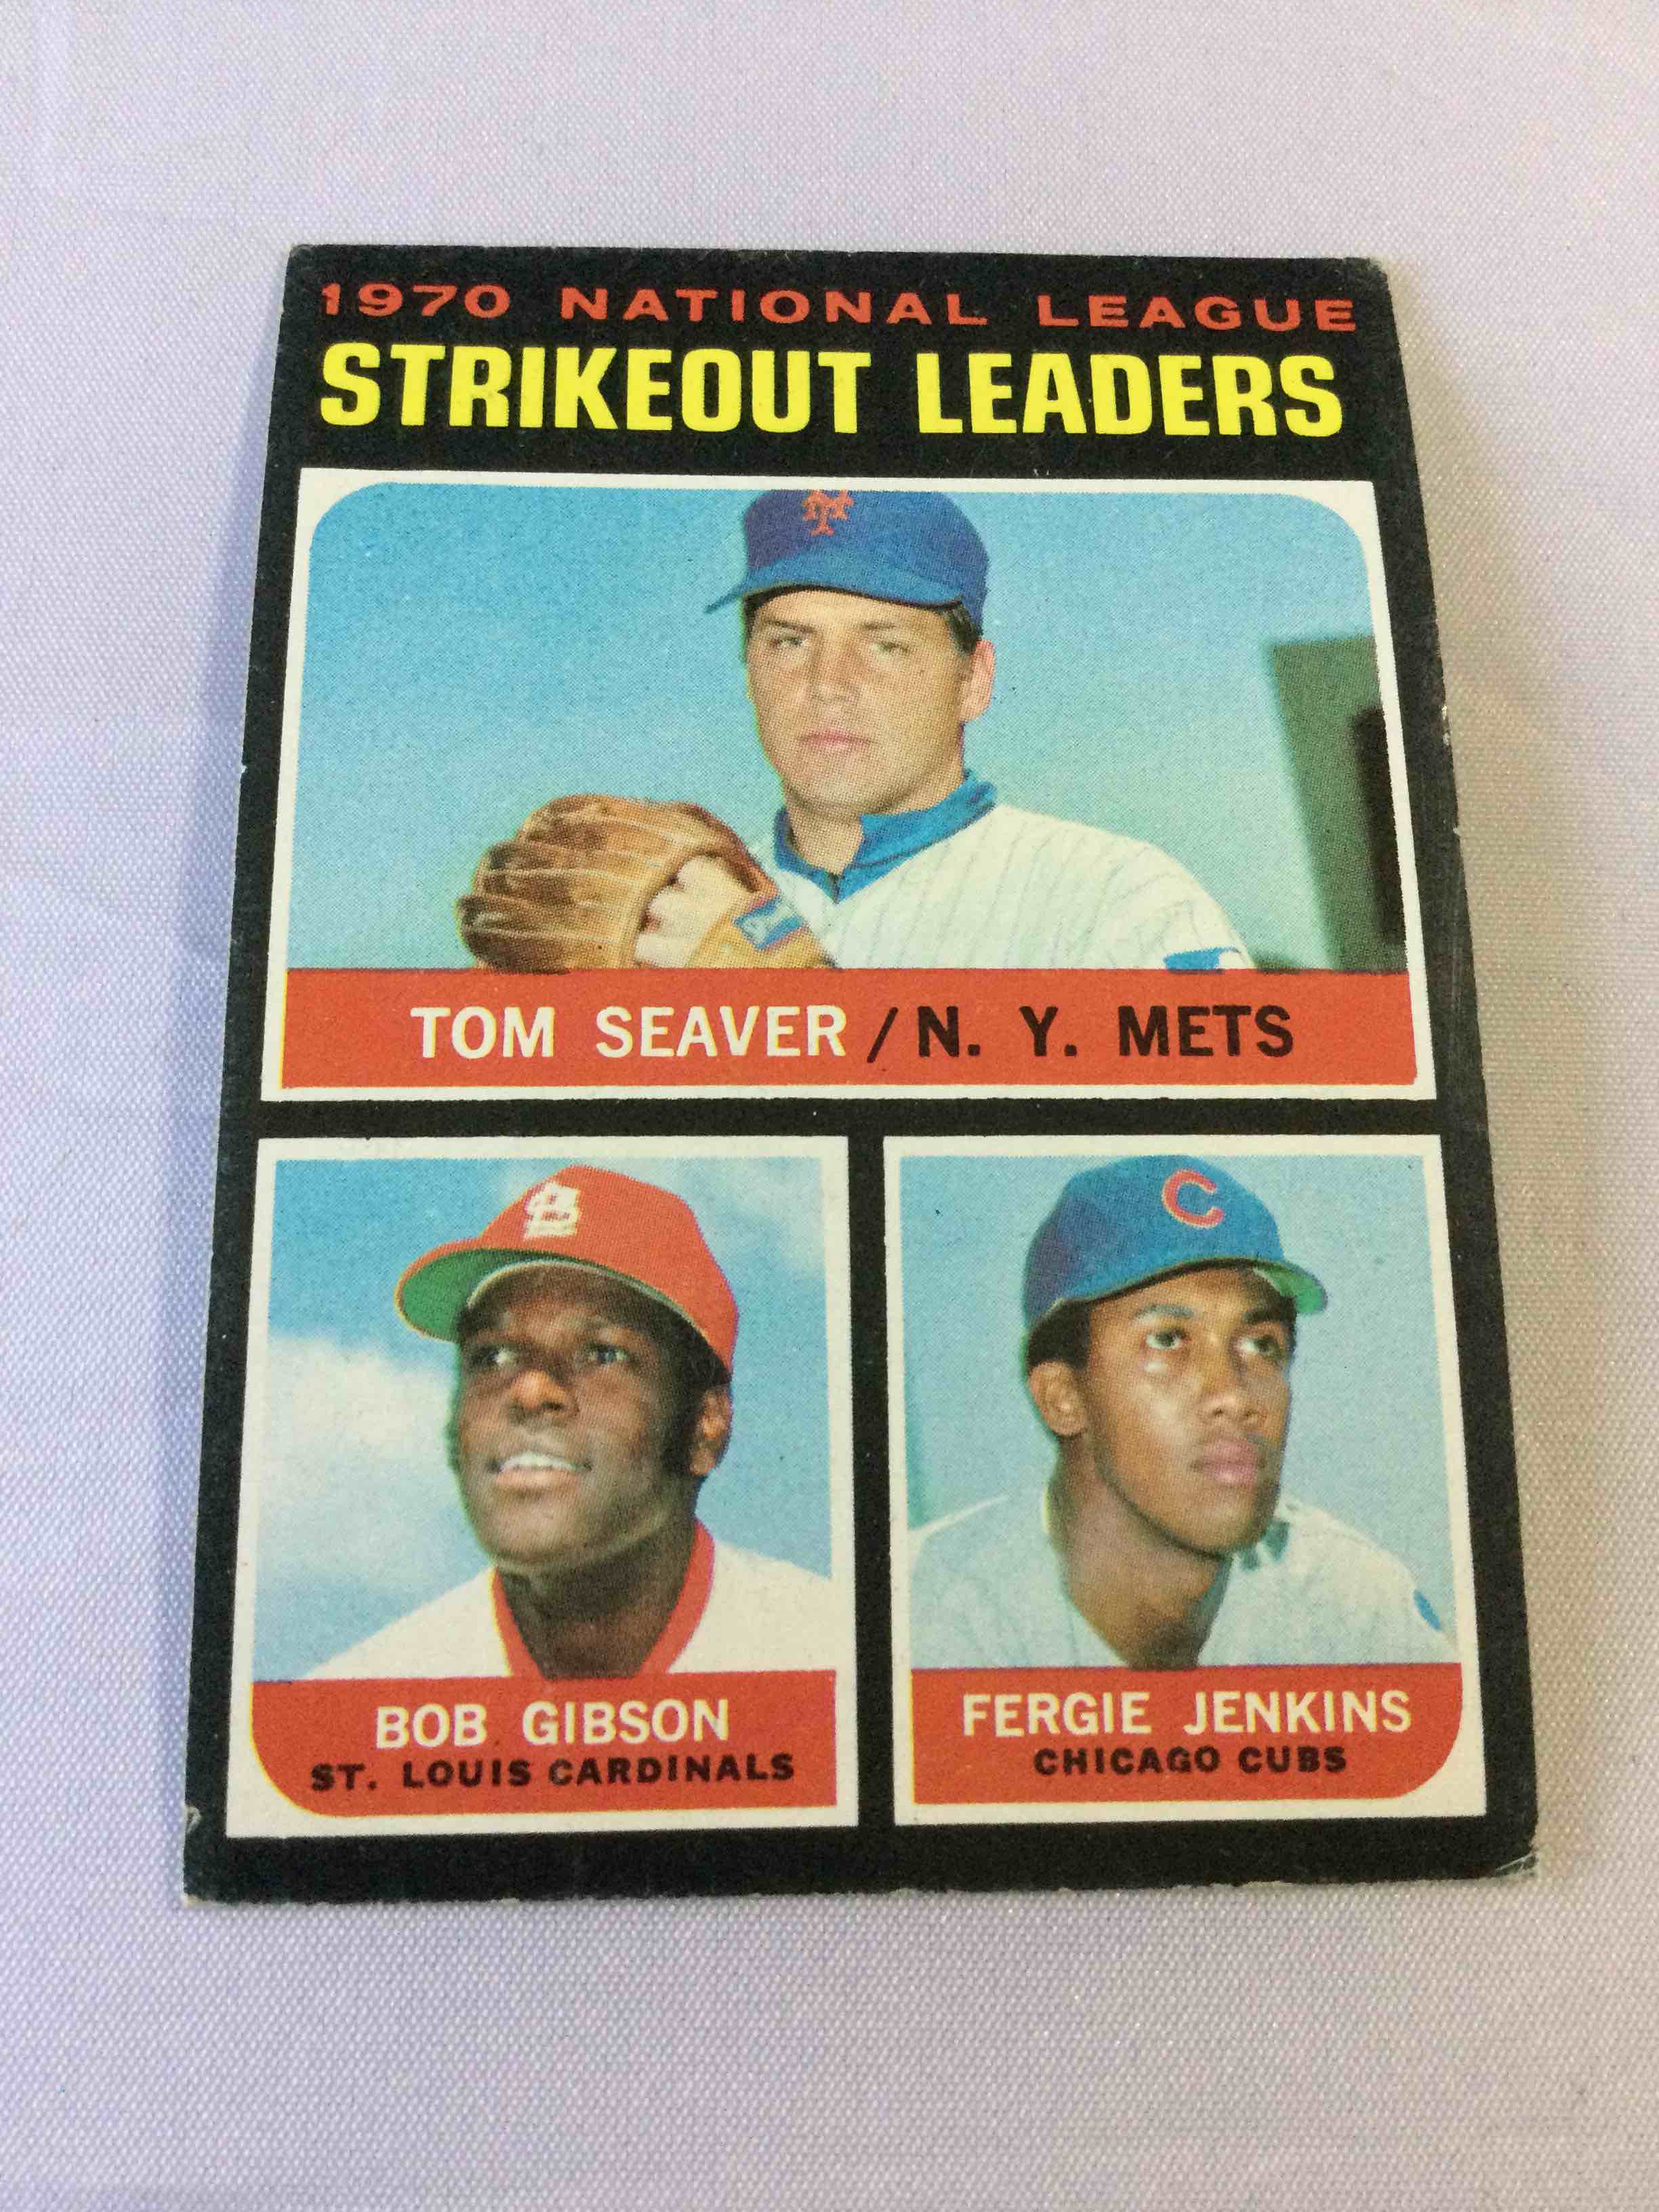 1970 NATIONAL LEAGUE
STRIKEOUT LEADERS
TOM SEAVER / N. Y. METS
BOB GIBSON
ST. LOUIS CARDINALS
FERGIE JENKINS
CHICAGO CUBS